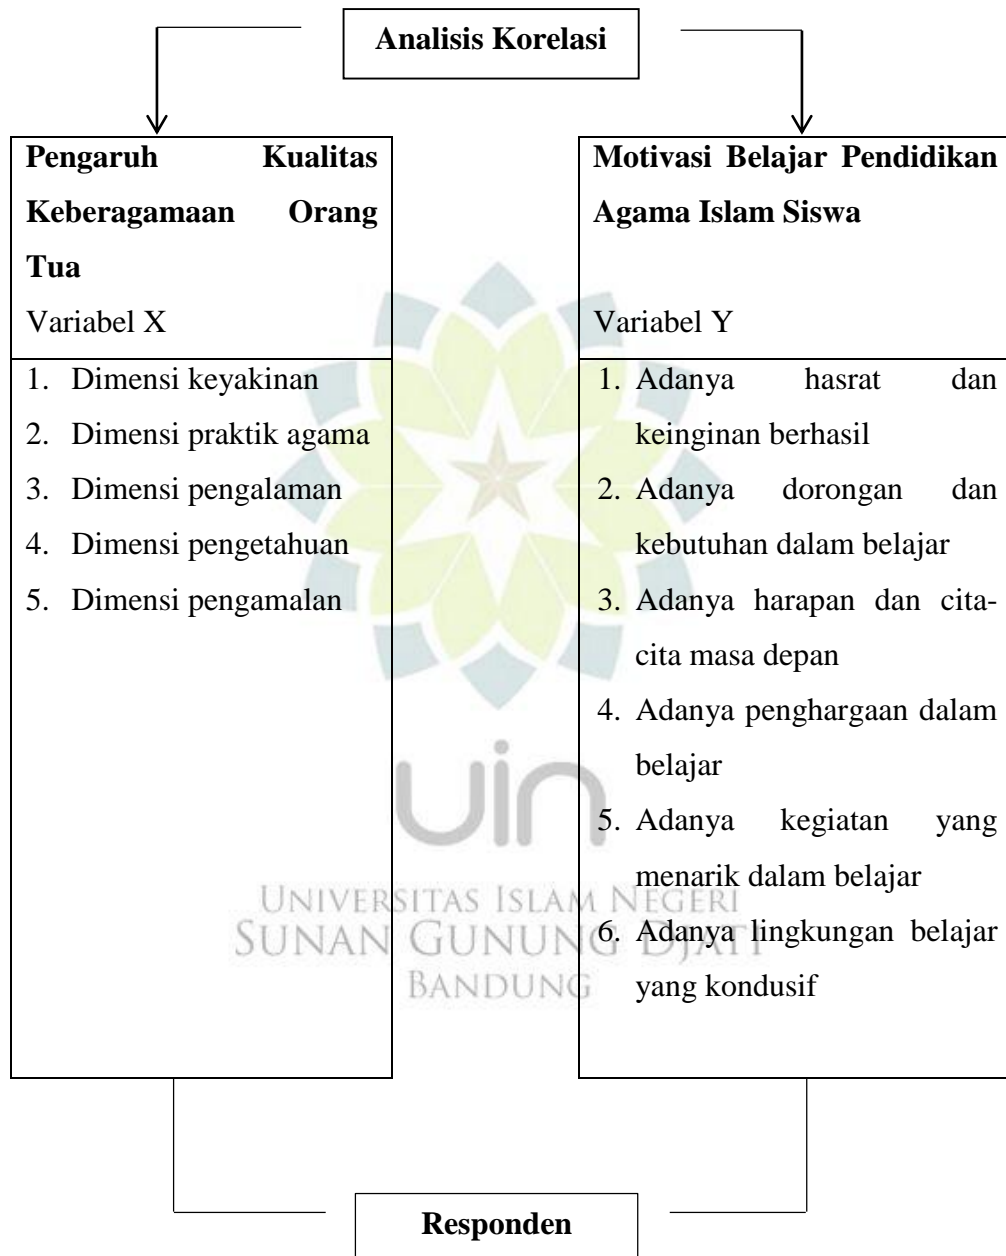 Analisis Korelasi
Pengaruh Kualitas
Keberagamaan Orang
Tua
Variabel X
1. Dimensi keyakinan
2. Dimensi praktik agama
3. Dimensi pengalaman
4. Dimensi pengetahuan
5. Dimensi pengamalan
Motivasi Belajar Pendidikan
Agama Islam Siswa
Variabel Y
1. Adanya hasrat dan
keinginan berhasil
2. Adanya dorongan dan
kebutuhan dalam belajar
3. Adanya harapan dan cita-
cita masa depan
4. Adanya penghargaan dalam
belajar
5. Adanya kegiatan yang
menarik dalam belajar
6. Adanya lingkungan belajar
yang kondusif
uin
UNIVERSITAS ISLAM NEGERI
SUNAN GUNUNG DJATI
BANDUNG
Responden